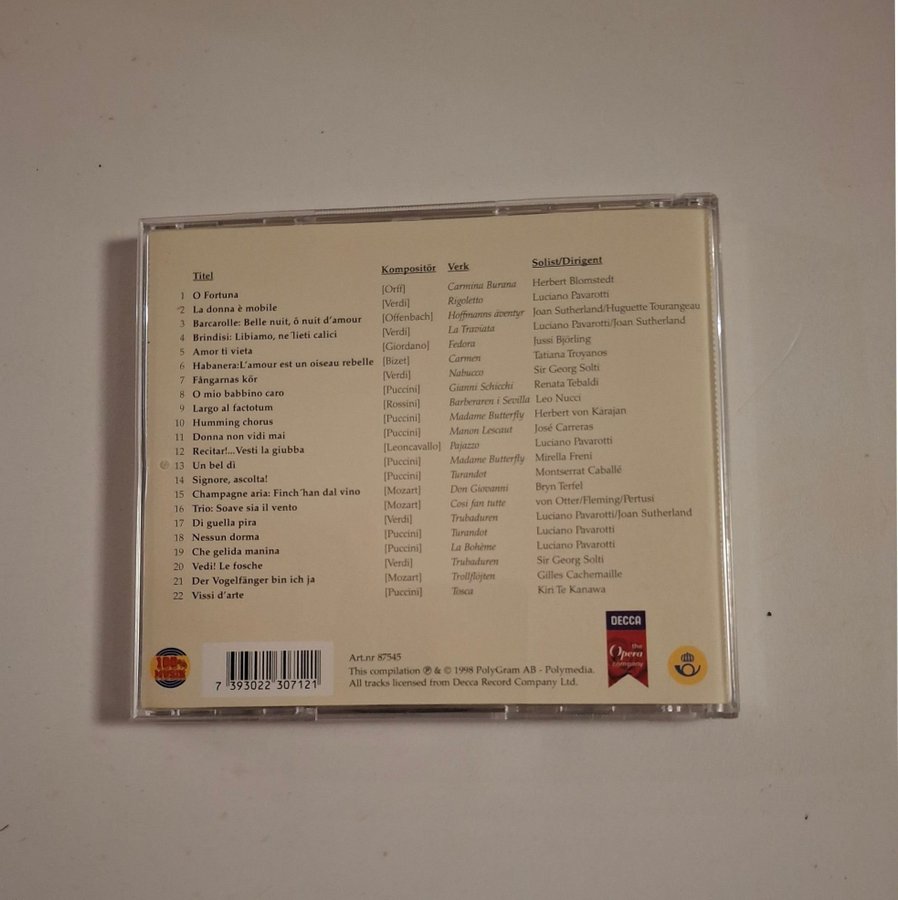 Titel Kompositör Verk Solist/Dirigent
1 O Fortuna [Orff] Carmina Burana Herbert Blomstedt
2 La donna è mobile [Verdi] Rigoletto Luciano Pavarotti
3 Barcarolle: Belle nuit, ô nuit d'amour [Offenbach] Hoffmanns äventyr Joan Sutherland/Huguette Tourangeau
4 Brindisi: Libiamo, ne´lieti calici [Verdi] La Traviata Luciano Pavarotti/Joan Sutherland
5 Amor ti vieta [Giordano] Fedora Jussi Björling
6 Habanera:L'amour est un oiseau rebelle [Bizet] Carmen Tatiana Troyanos
7 Fångarnas kör [Verdi] Nabucco Sir Georg Solti
8 O mio babbino caro [Puccini] Gianni Schicchi Renata Tebaldi
9 Largo al factotum [Rossini] Barberaren i Sevilla Leo Nucci
10 Humming chorus [Puccini] Madame Butterfly Herbert von Karajan
11 Donna non vidi mai [Puccini] Manon Lescaut José Carreras
12 Recitar!...Vesti la giubba [Leoncavallo] Pajazzo Luciano Pavarotti
13 Un bel dì [Puccini] Madame Butterfly Mirella Freni
14 Signore, ascolta! [Puccini] Turandot Montserrat Caballé
15 Champagne aria: Finch´han dal vino [Mozart] Don Giovanni Bryn Terfel
16 Trio: Soave sia il vento [Mozart] Cosi fan tutte von Otter/Fleming/Pertusi
17 Di guella pira [Verdi] Trubaduren Luciano Pavarotti/Joan Sutherland
18 Nessun dorma [Puccini] Turandot Luciano Pavarotti
19 Che gelida manina [Puccini] La Bohème Luciano Pavarotti
20 Vedi! Le fosche [Verdi] Trubaduren Sir Georg Solti
21 Der Vogelfänger bin ich ja [Mozart] Trollflöjten Gilles Cachemaille
22 Vissi d'arte [Puccini] Tosca Kiri Te Kanawa
100% MUSIK
7 393022 307121
Art.nr 87545
This compilation ℗ & © 1998 PolyGram AB - Polymedia.
All tracks licensed from Decca Record Company Ltd.
DECCA
the
Opera
company